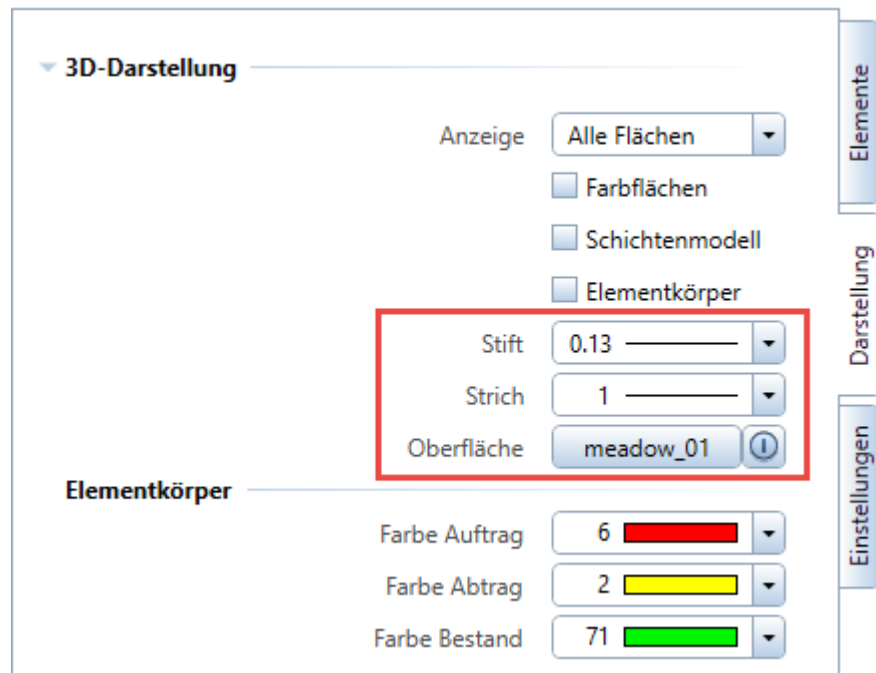 3D-Darstellung
Anzeige Alle Flächen
Farbflächen
Schichtenmodell
Elementkörper
Stift 0.13
Strich 1
Oberfläche meadow_01
Elementkörper
Farbe Auftrag 6
Farbe Abtrag 2
Farbe Bestand 71
Elemente
Darstellung
Einstellungen